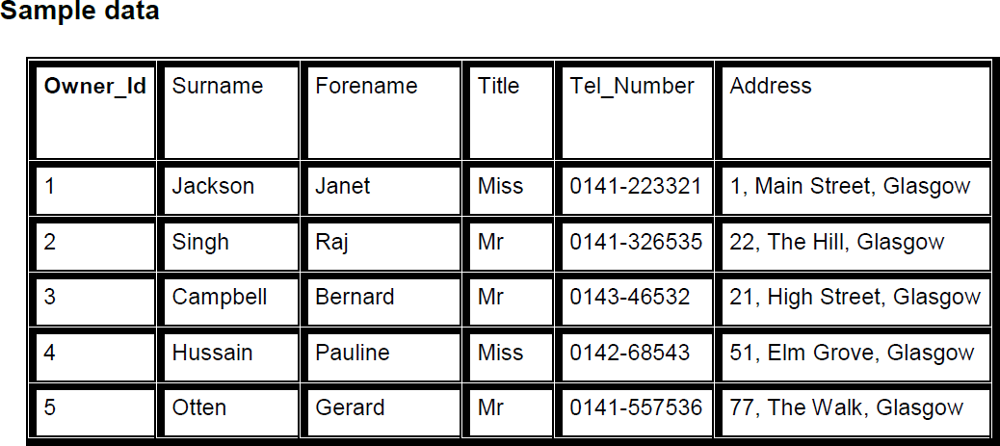 Sample data
Owner_Id Surname Forename Title Tel_Number Address
1 Jackson Janet Miss 0141-223321 1, Main Street, Glasgow
2 Singh Raj Mr 0141-326535 22, The Hill, Glasgow
3 Campbell Bernard Mr 0143-46532 21, High Street, Glasgow
4 Hussain Pauline Miss 0142-68543 51, Elm Grove, Glasgow
5 Otten Gerard Mr 0141-557536 77, The Walk, Glasgow